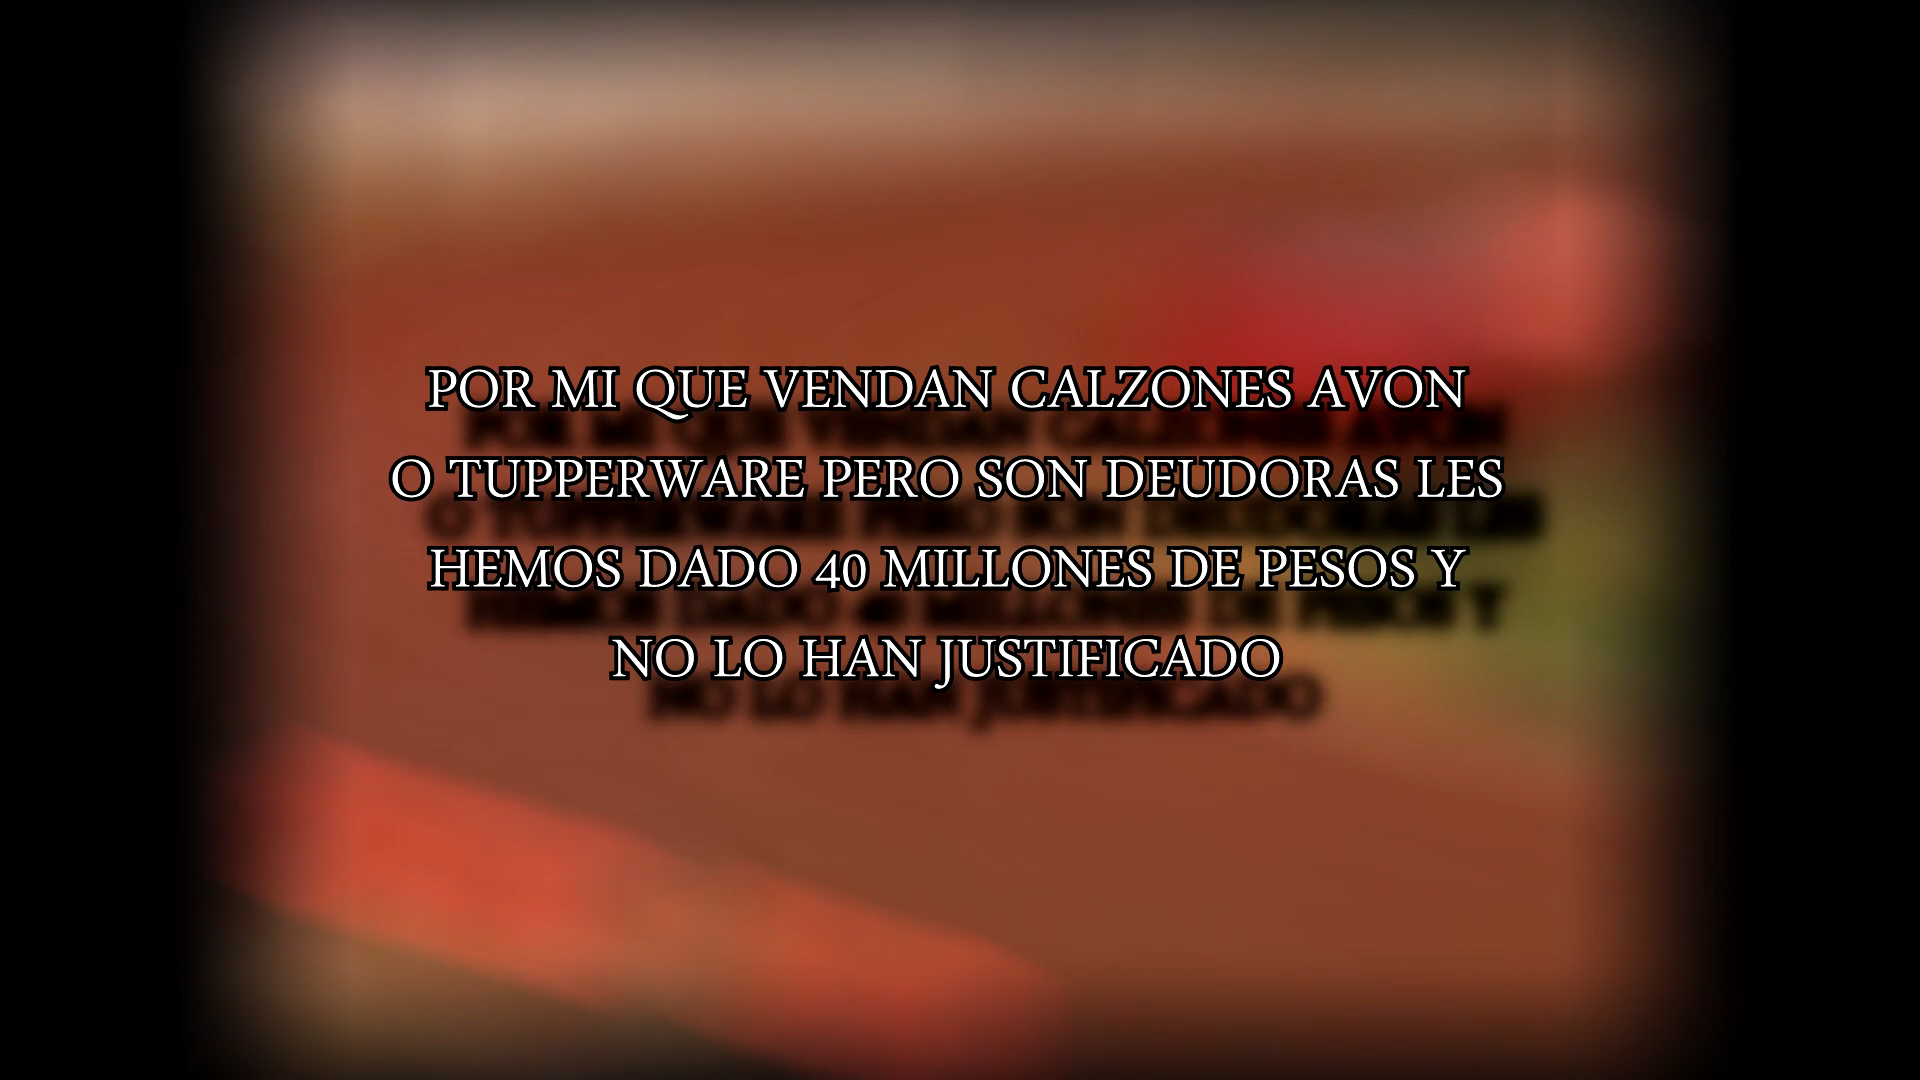 POR MI QUE VENDAN CALZONES AVON
O TUPPERWARE PERO SON DEUDORAS LES
HEMOS DADO 40 MILLONES DE PESOS Y
NO LO HAN JUSTIFICADO